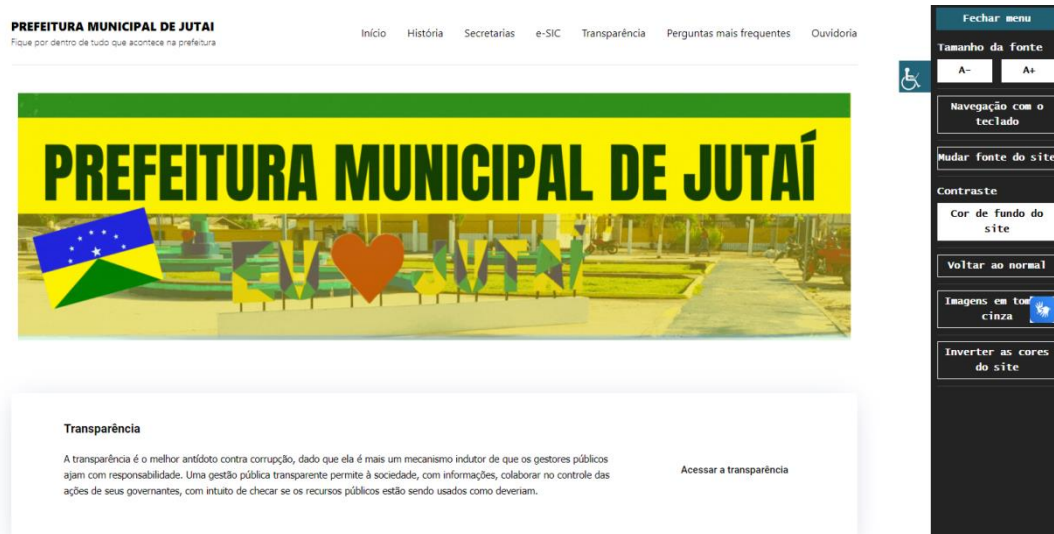 PREFEITURA MUNICIPAL DE JUTAI
Fique por dentro de tudo que acontece na prefeitura
Início História Secretarias e-SIC Transparência Perguntas mais frequentes Ouvidoria
PREFEITURA MUNICIPAL DE JUTAÍ
EU JUTAÍ
Transparência
A transparência é o melhor antídoto contra corrupção, dado que ela é mais um mecanismo indutor de que os gestores públicos
ajam com responsabilidade. Uma gestão pública transparente permite à sociedade, com informações, colaborar no controle das
ações de seus governantes, com intuito de checar se os recursos públicos estão sendo usados como deveriam.
Acessar a transparência
Fechar menu
Tamanho da fonte
A- A+
Navegação com o
teclado
Mudar fonte do site
Contraste
Cor de fundo do
site
Voltar ao normal
Imagens em
cinza
Inverter as cores
do site